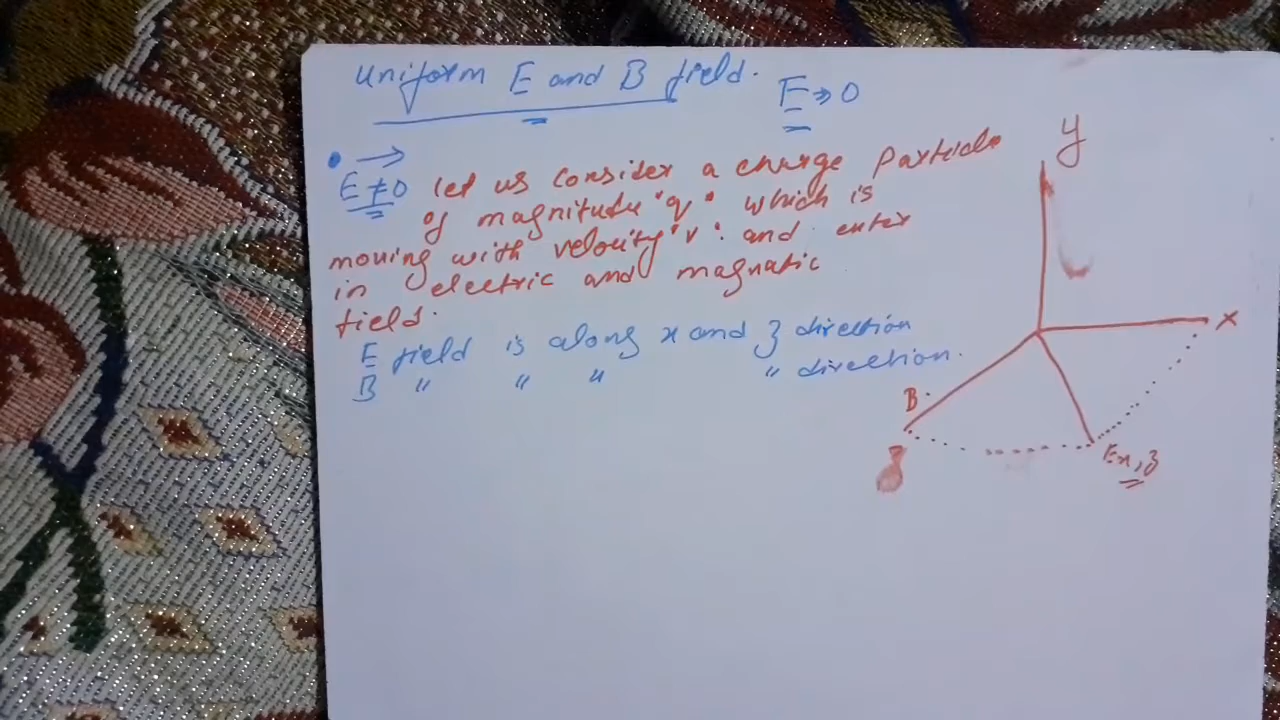 uniform E and B field.
E → 0
E ≠ 0 let us consider a charge particle
of magnitude "q" which is
moving with velocity "v". and enter
in electric and magnatic
field.
E field is along x and z direction
B " " " " direction.
y
x
B.
z
Ex,z